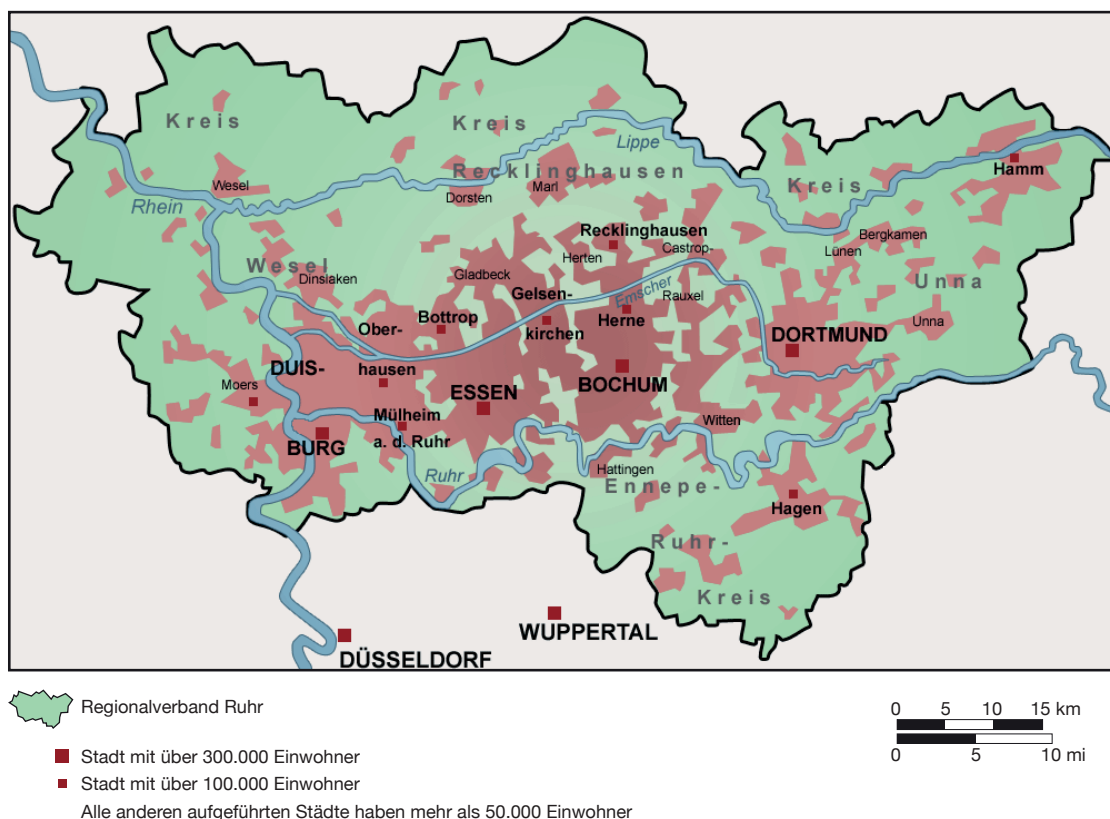 Kreis
Kreis
Lippe
Recklinghausen
Hamm
Wesel
Marl
Kreis
Dorsten
Rhein
Recklinghausen
Bergkamen
Castrop-
Lünen
Herten
Wesel
Gladbeck
Dinslaken
Unna
Gelsen-
Emscher
Rauxel
Bottrop
Herne
Unna
Ober-
kirchen
DORTMUND
DUIS-
hausen
BOCHUM
Moers
ESSEN
Mülheim
Witten
BURG
a. d. Ruhr
Hattingen
Ruhr
Ennepe-
Hagen
Ruhr-
Kreis
WUPPERTAL
DÜSSELDORF
Regionalverband Ruhr
0 5 10 15 km
0 5 10 mi
Stadt mit über 300.000 Einwohner
Stadt mit über 100.000 Einwohner
Alle anderen aufgeführten Städte haben mehr als 50.000 Einwohner